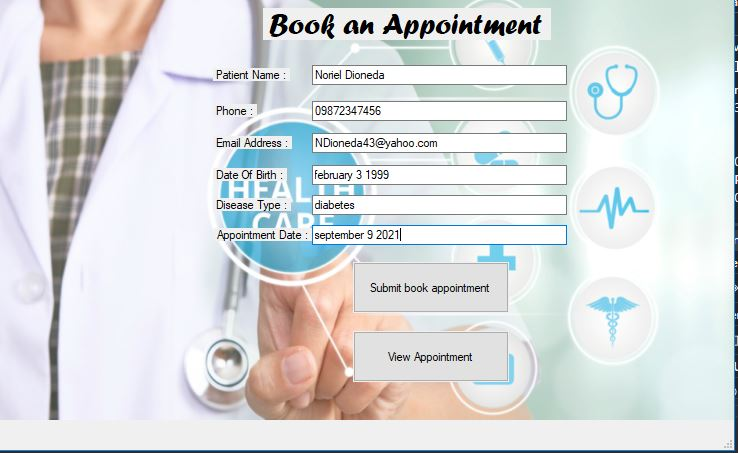 Book an Appointment
Patient Name : Noriel Dioneda
Phone : 09872347456
Email Address : NDioneda43@yahoo.com
Date Of Birth : february 3 1999
HEALTH
Disease Type : diabetes
CARE
Appointment Date : september 9 2021
Submit book appointment
View Appointment